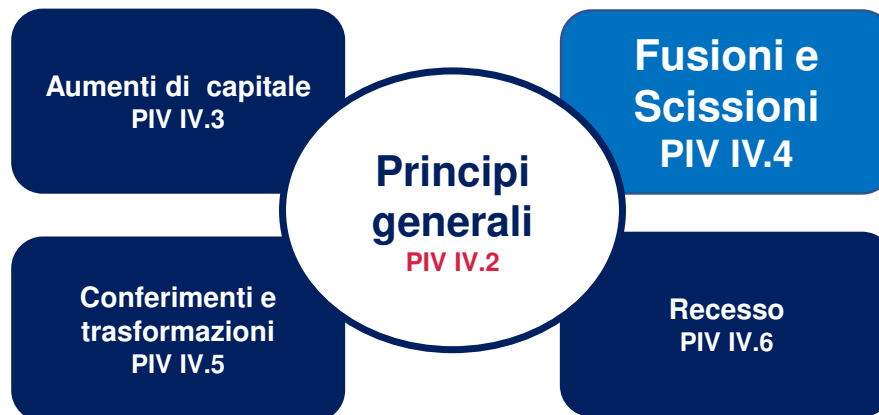 Aumenti di capitale
PIV IV.3
Fusioni e
Scissioni
PIV IV.4
Principi
generali
PIV IV.2
Conferimenti e
trasformazioni
PIV IV.5
Recesso
PIV IV.6